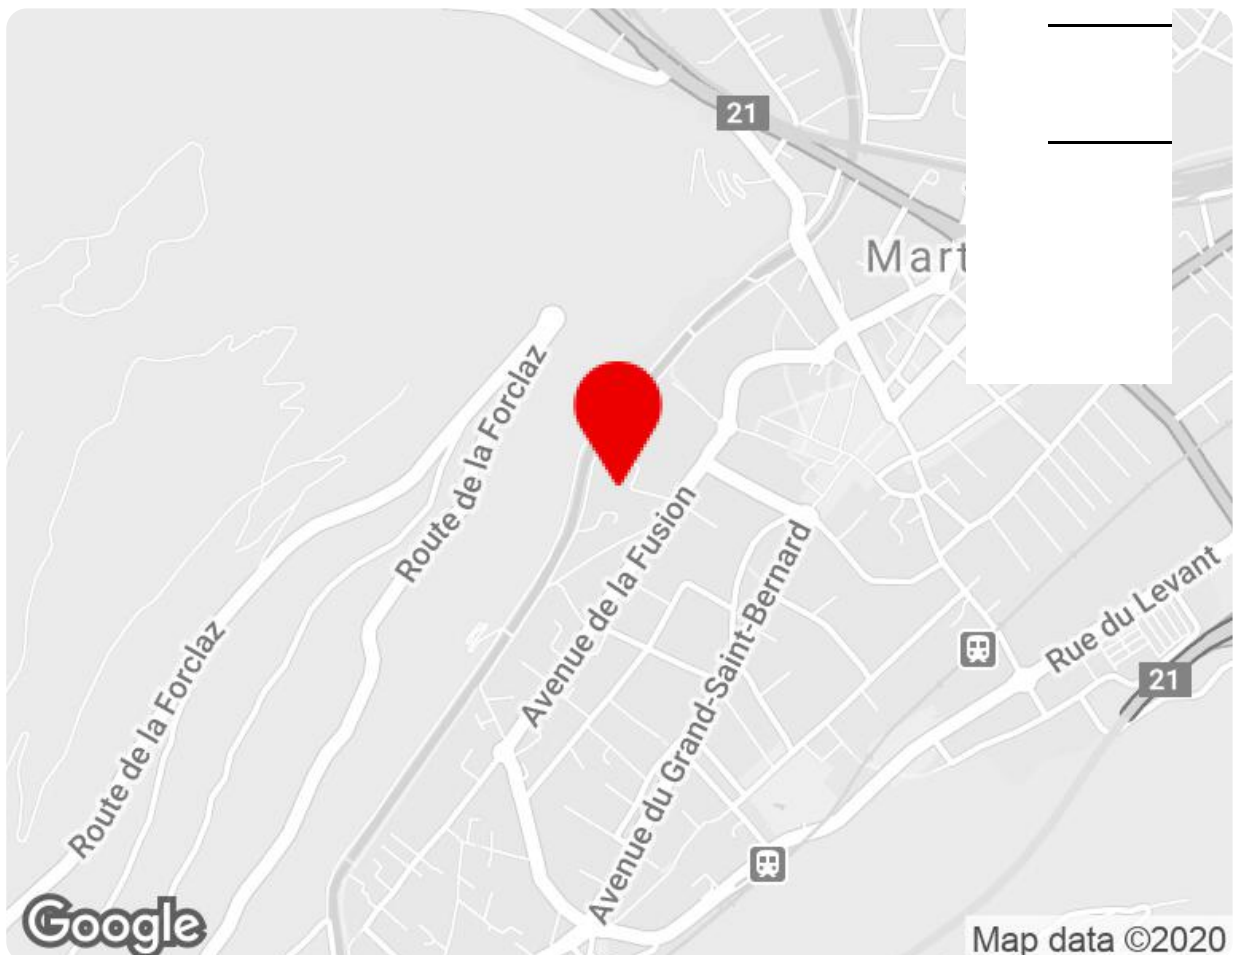 21
Mart
Route de la Forclaz
Route de la Forclaz
Avenue de la Fusion
Avenue du Grand-Saint-Bernard
Rue du Levant
21
Google
Map data ©2020